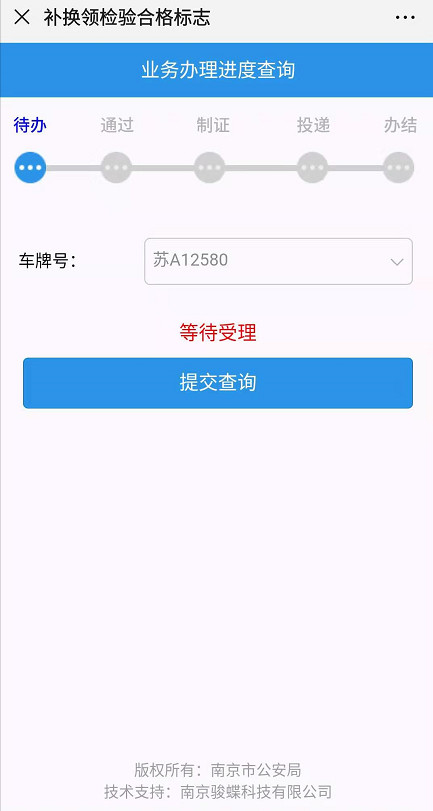 补换领检验合格标志
业务办理进度查询
待办 通过 制证 投递 办结
车牌号: 苏A12580
等待受理
提交查询
版权所有：南京市公安局
技术支持：南京骏蝶科技有限公司